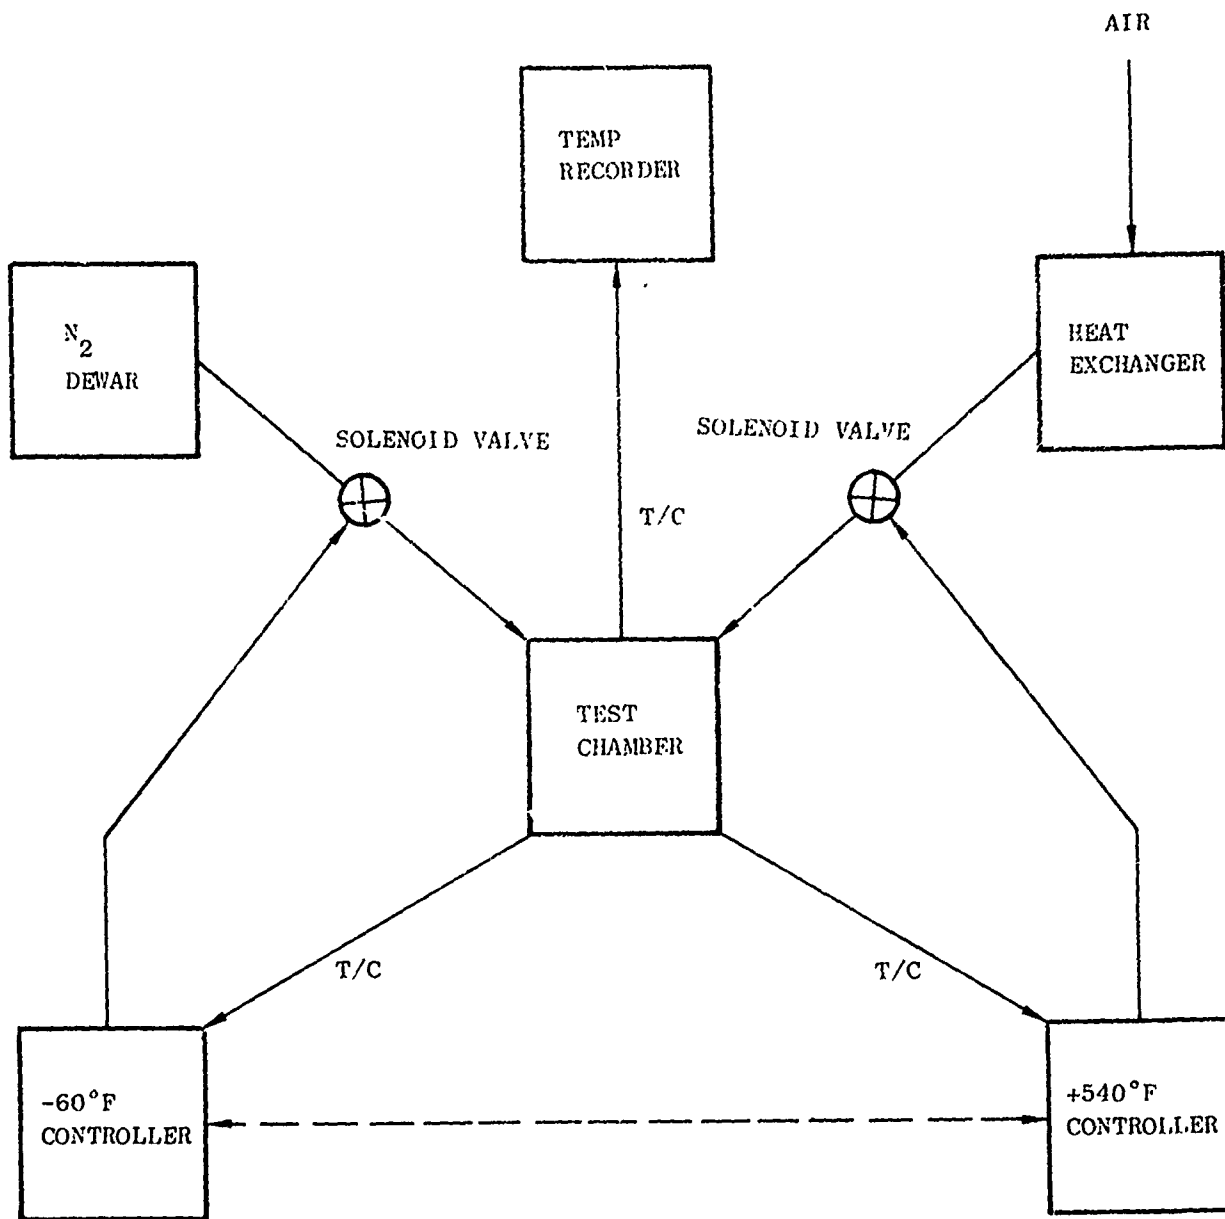 AIR
TEMP
RECORDER
N2
DEWAR
HEAT
EXCHANGER
SOLENOID VALVE
SOLENOID VALVE
T/C
TEST
CHAMBER
T/C
T/C
-60°F
CONTROLLER
+540°F
CONTROLLER